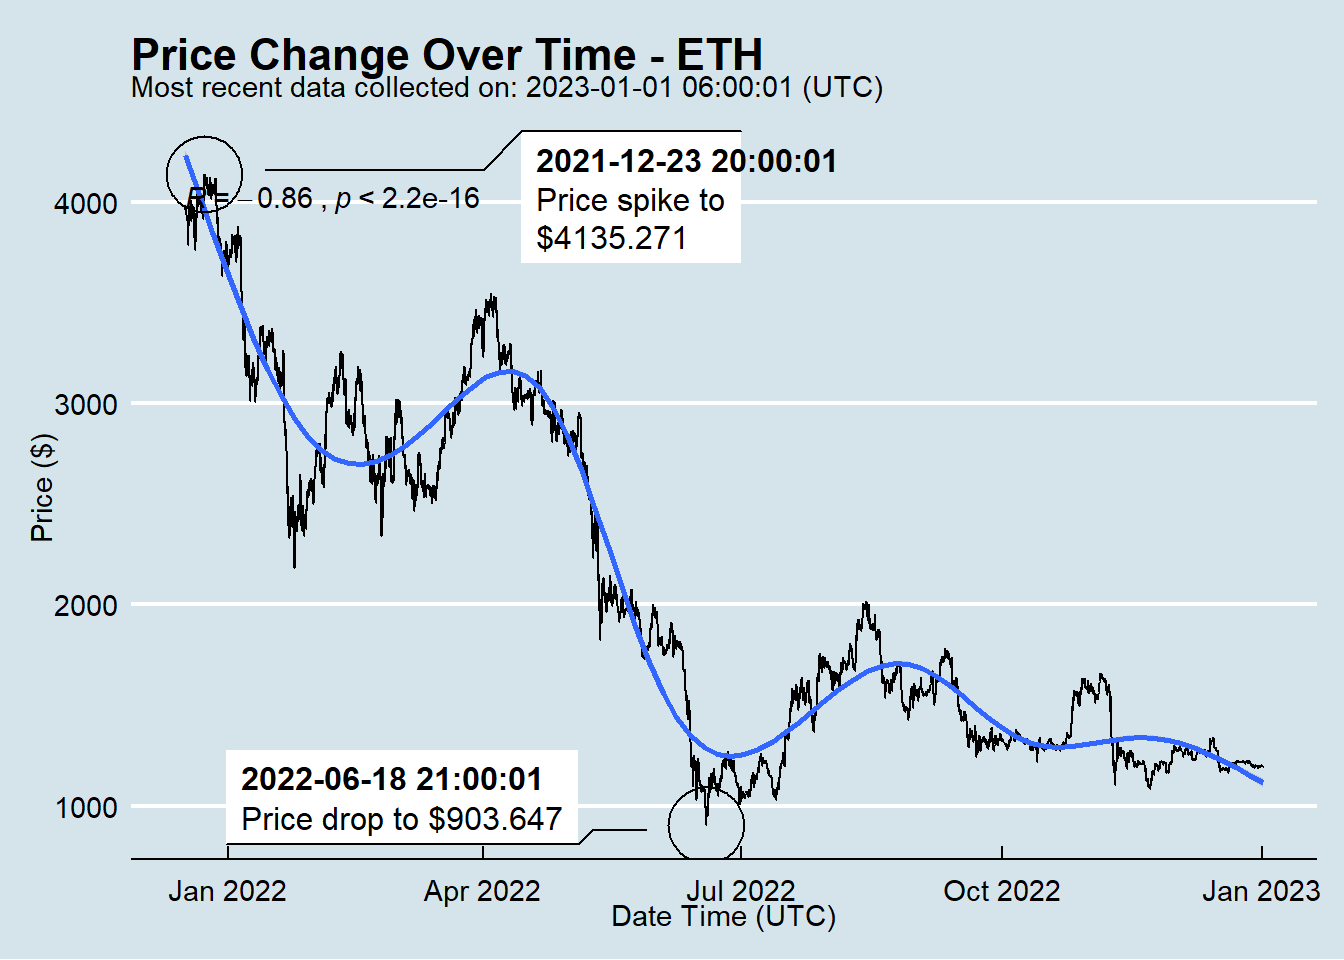 Price Change Over Time - ETH
Most recent data collected on: 2023-01-01 06:00:01 (UTC)
2021-12-23 20:00:01
Price spike to
$4135.271
R = − 0.86 , p < 2.2e-16
4000
3000
2000
1000
Price ($)
2022-06-18 21:00:01
Price drop to $903.647
Jan 2022 Apr 2022 Jul 2022 Oct 2022 Jan 2023
Date Time (UTC)